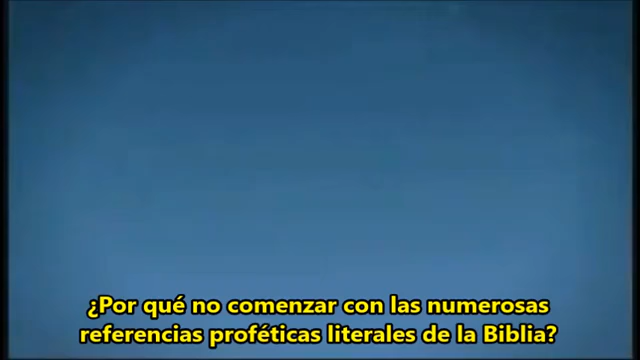 ¿Por qué no comenzar con las numerosas
referencias proféticas literales de la Biblia?